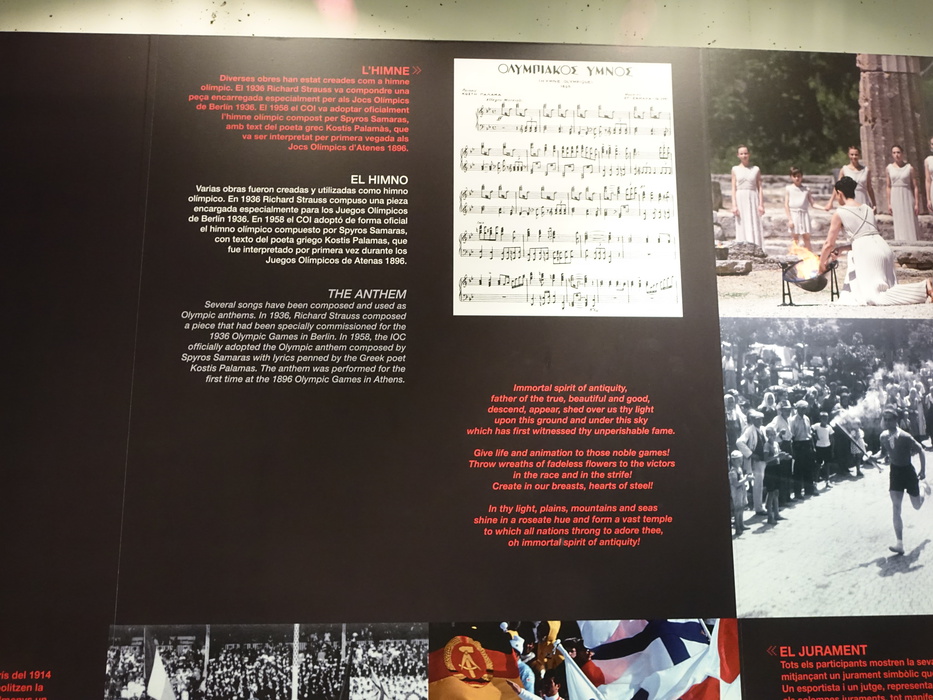 L'HIMNE
Diverses obres han estat creades com a himne
olímpic. El 1936 Richard Strauss va compondre una
peça encarregada especialment per als Jocs Olímpics
de Berlín 1936. El 1958 el COI va adoptar oficialment
l'himne olímpic compost per Spyros Samaras,
amb text del poeta grec Kostis Palamàs, que
va ser interpretat per primera vegada als
Jocs Olímpics d'Atenes 1896.
EL HIMNO
Varias obras fueron creadas y utilizadas como himno
olímpico. En 1936 Richard Strauss compuso una pieza
encargada especialmente para los Juegos Olímpicos
de Berlín 1936. En 1958 el COI adoptó de forma oficial
el himno olímpico compuesto por Spyros Samaras,
con texto del poeta griego Kostis Palamas, que
fue interpretado por primera vez durante los
Juegos Olímpicos de Atenas 1896.
THE ANTHEM
Several songs have been composed and used as
Olympic anthems. In 1936, Richard Strauss composed
a piece that had been specially commissioned for the
1936 Olympic Games in Berlin. In 1958, the IOC
officially adopted the Olympic anthem composed by
Spyros Samaras with lyrics penned by the Greek poet
Kostis Palamas. The anthem was performed for the
first time at the 1896 Olympic Games in Athens.
ΟΛΥΜΠΙΑΚΟΣ ΥΜΝΟΣ
Immortal spirit of antiquity,
father of the true, beautiful and good,
descend, appear, shed over us thy light
upon this ground and under this sky
which has first witnessed thy unperishable fame.
Give life and animation to those noble games!
Throw wreaths of fadeless flowers to the victors
in the race and in the strife!
Create in our breasts, hearts of steel!
In thy light, plains, mountains and seas
shine in a roseate hue and form a vast temple
to which all nations throng to adore thee,
oh immortal spirit of antiquity!
del 1914
la
EL JURAMENT
Tots els participants mostren la seva
mitjançant un jurament simbòlic
Un esportista i un jutge,